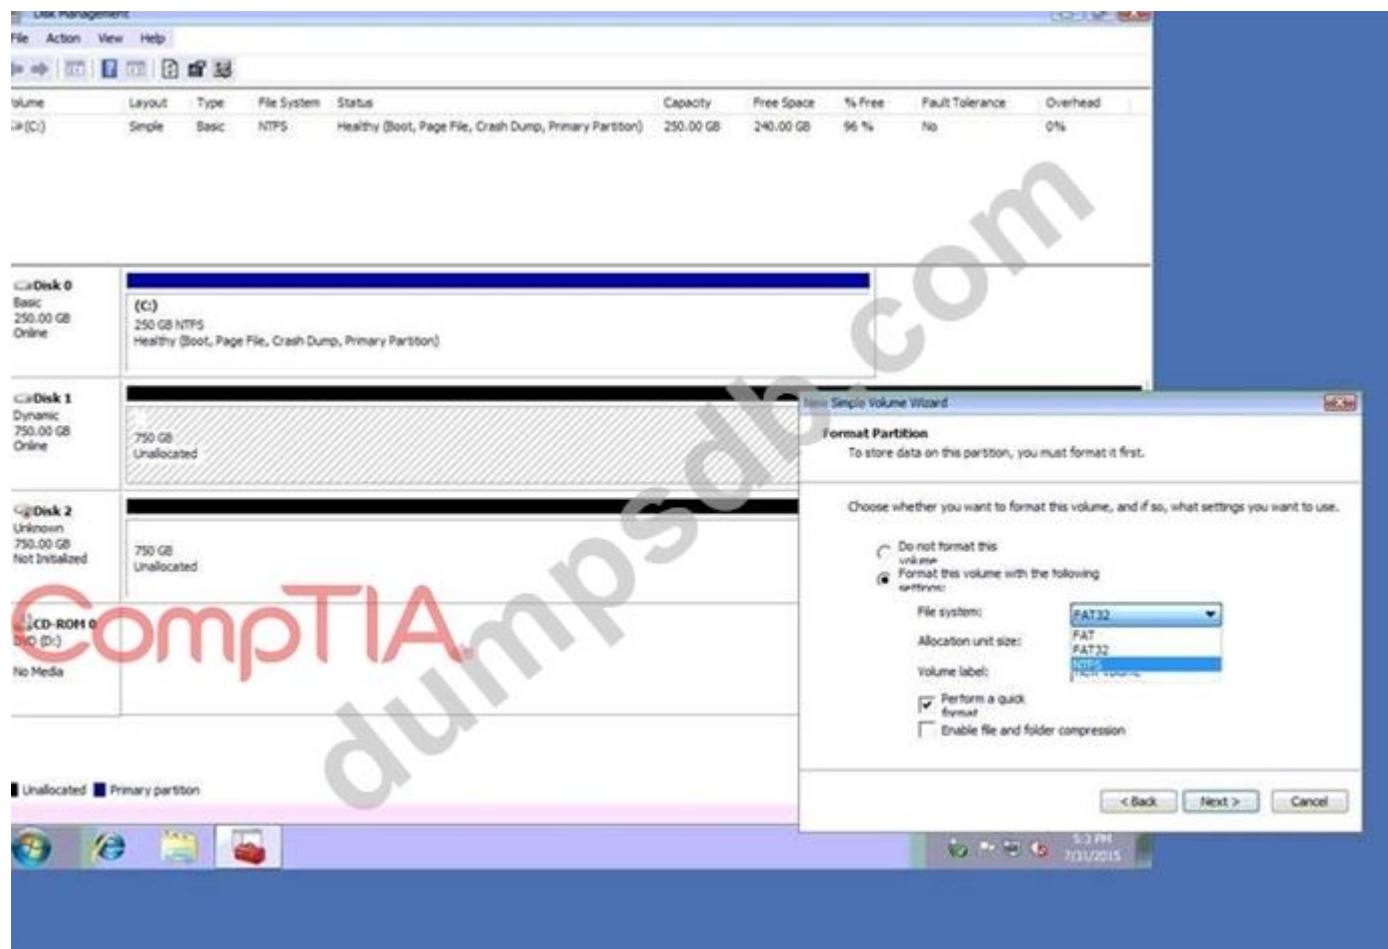 Disk Management
File Action View Help
olume Layout Type File System Status Capacity Free Space % Free Fault Tolerance Overhead
(C:) Simple Basic NTFS Healthy (Boot, Page File, Crash Dump, Primary Partition) 250.00 GB 240.00 GB 96 % No 0%
Disk 0
Basic
250.00 GB
Online
(C:)
250 GB NTFS
Healthy (Boot, Page File, Crash Dump, Primary Partition)
Disk 1
Dynamic
750.00 GB
Online
750 GB
Unallocated
Disk 2
Unknown
750.00 GB
Not Initialized
750 GB
Unallocated
CD-ROM 0
DVD (D:)
No Media
Unallocated Primary partition
New Simple Volume Wizard
Format Partition
To store data on this partition, you must format it first.
Choose whether you want to format this volume, and if so, what settings you want to use.
Do not format this
volume
Format this volume with the following
settings:
File system: FAT32
FAT
FAT32
NTFS
Allocation unit size:
Volume label: New Volume
Perform a quick
format
Enable file and folder compression
< Back Next > Cancel
5:3 PM
7/31/2015
CompTIA
dumpsdb.com